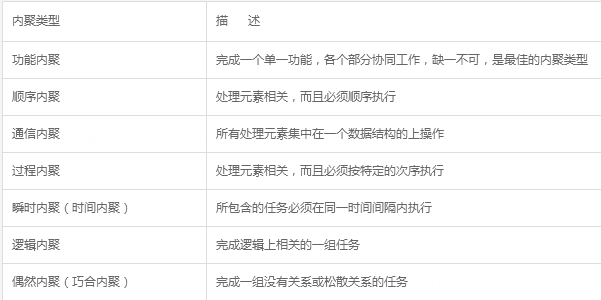 内聚类型 描 述
功能内聚 完成一个单一功能，各个部分协同工作，缺一不可，是最佳的内聚类型
顺序内聚 处理元素相关，而且必须顺序执行
通信内聚 所有处理元素集中在一个数据结构的上操作
过程内聚 处理元素相关，而且必须按特定的次序执行
瞬时内聚（时间内聚） 所包含的任务必须在同一时间间隔内执行
逻辑内聚 完成逻辑上相关的一组任务
偶然内聚（巧合内聚） 完成一组没有关系或松散关系的任务